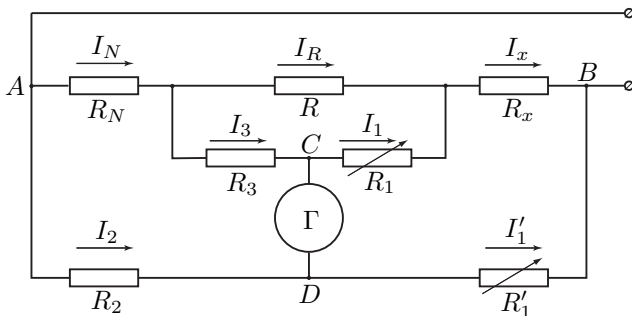 I_N I_R I_x
A B
R_N R R_x
I_3 C I_1
R_3 R_1
Γ
I_2 I'_1
R_2 D R'_1